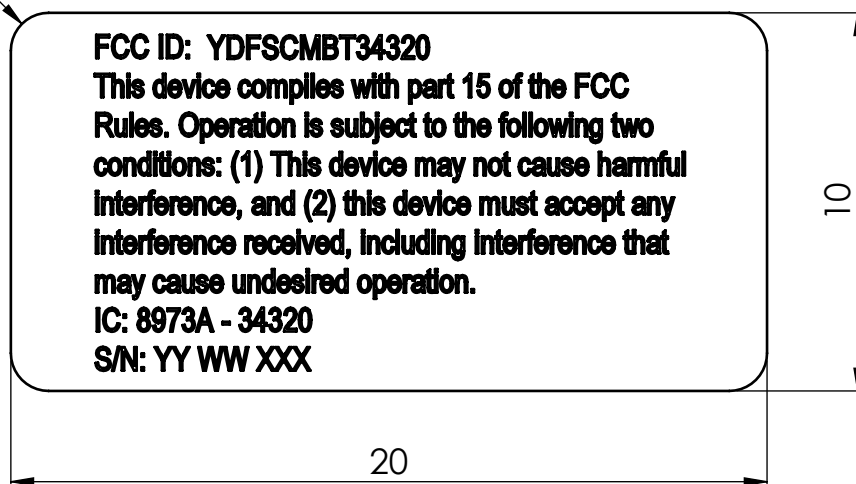 FCC ID: YDFSCMBT34320
This device compiles with part 15 of the FCC
Rules. Operation is subject to the following two
conditions: (1) This device may not cause harmful
interference, and (2) this device must accept any
interference received, including interference that
may cause undesired operation.
IC: 8973A - 34320
S/N: YY WW XXX
10
20